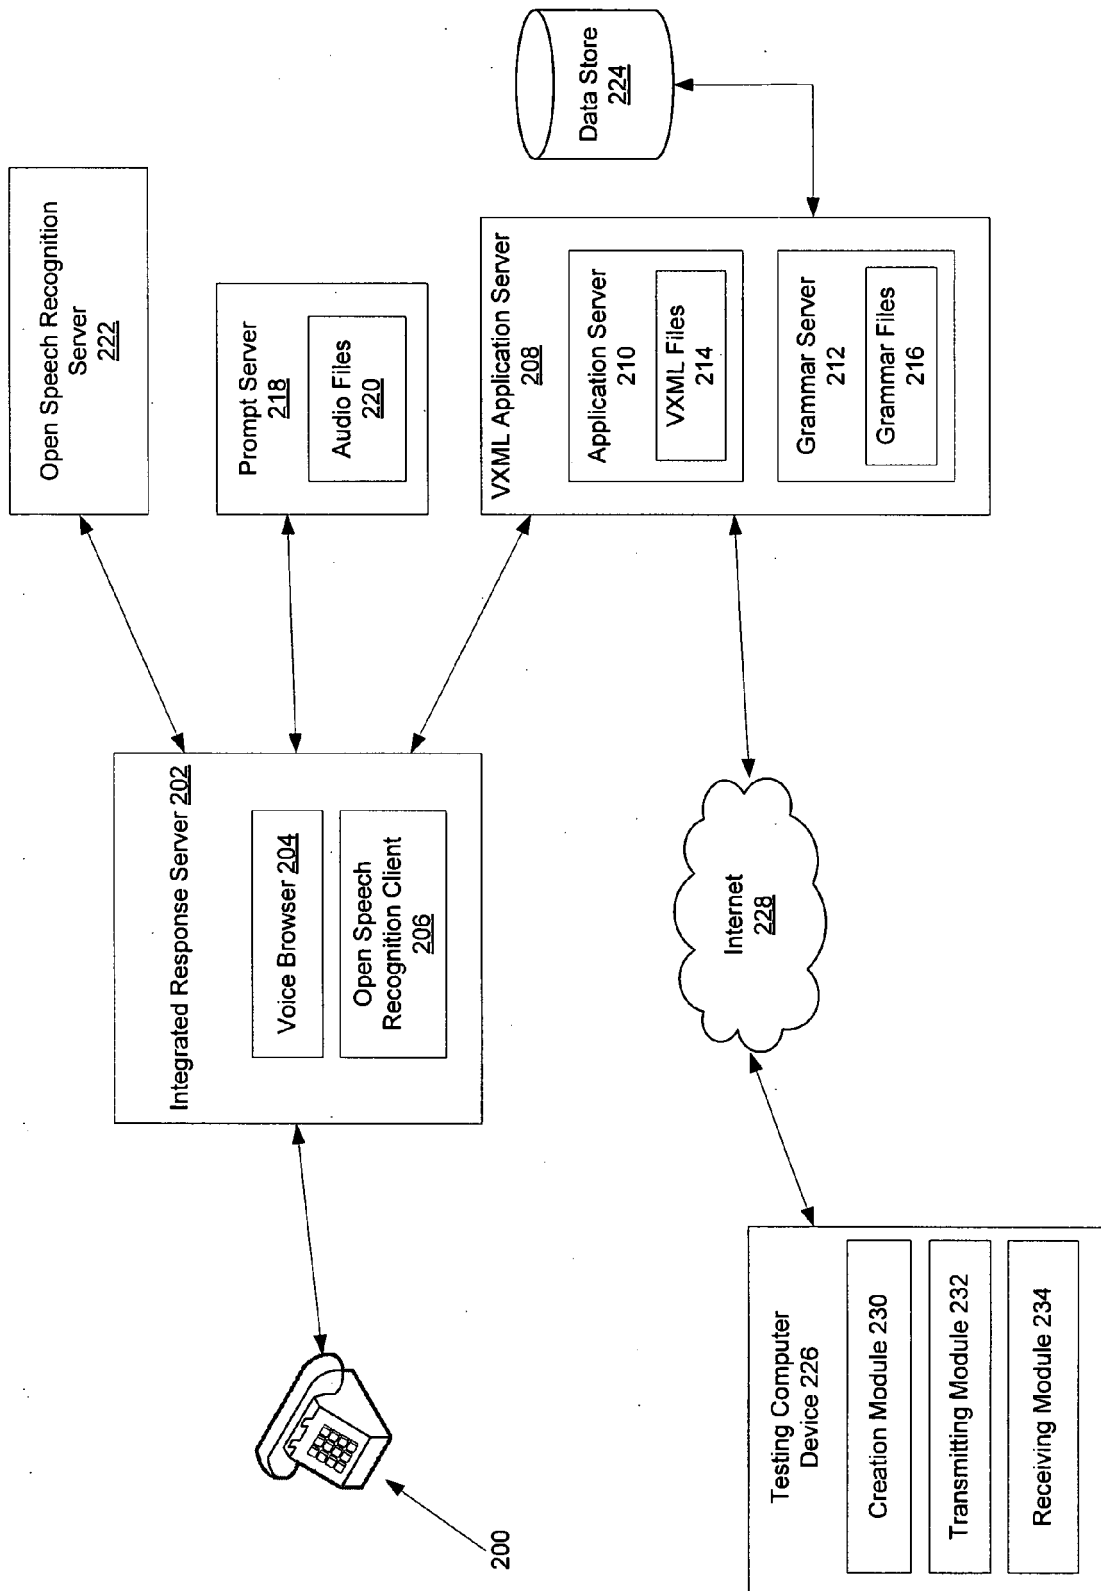 200
Integrated Response Server 202
Voice Browser 204
Open Speech
Recognition Client
206
Open Speech Recognition
Server
222
Prompt Server
218
Audio Files
220
VXML Application Server
208
Application Server
210
VXML Files
214
Grammar Server
212
Grammar Files
216
Data Store
224
Internet
228
Testing Computer
Device 226
Creation Module 230
Transmitting Module 232
Receiving Module 234